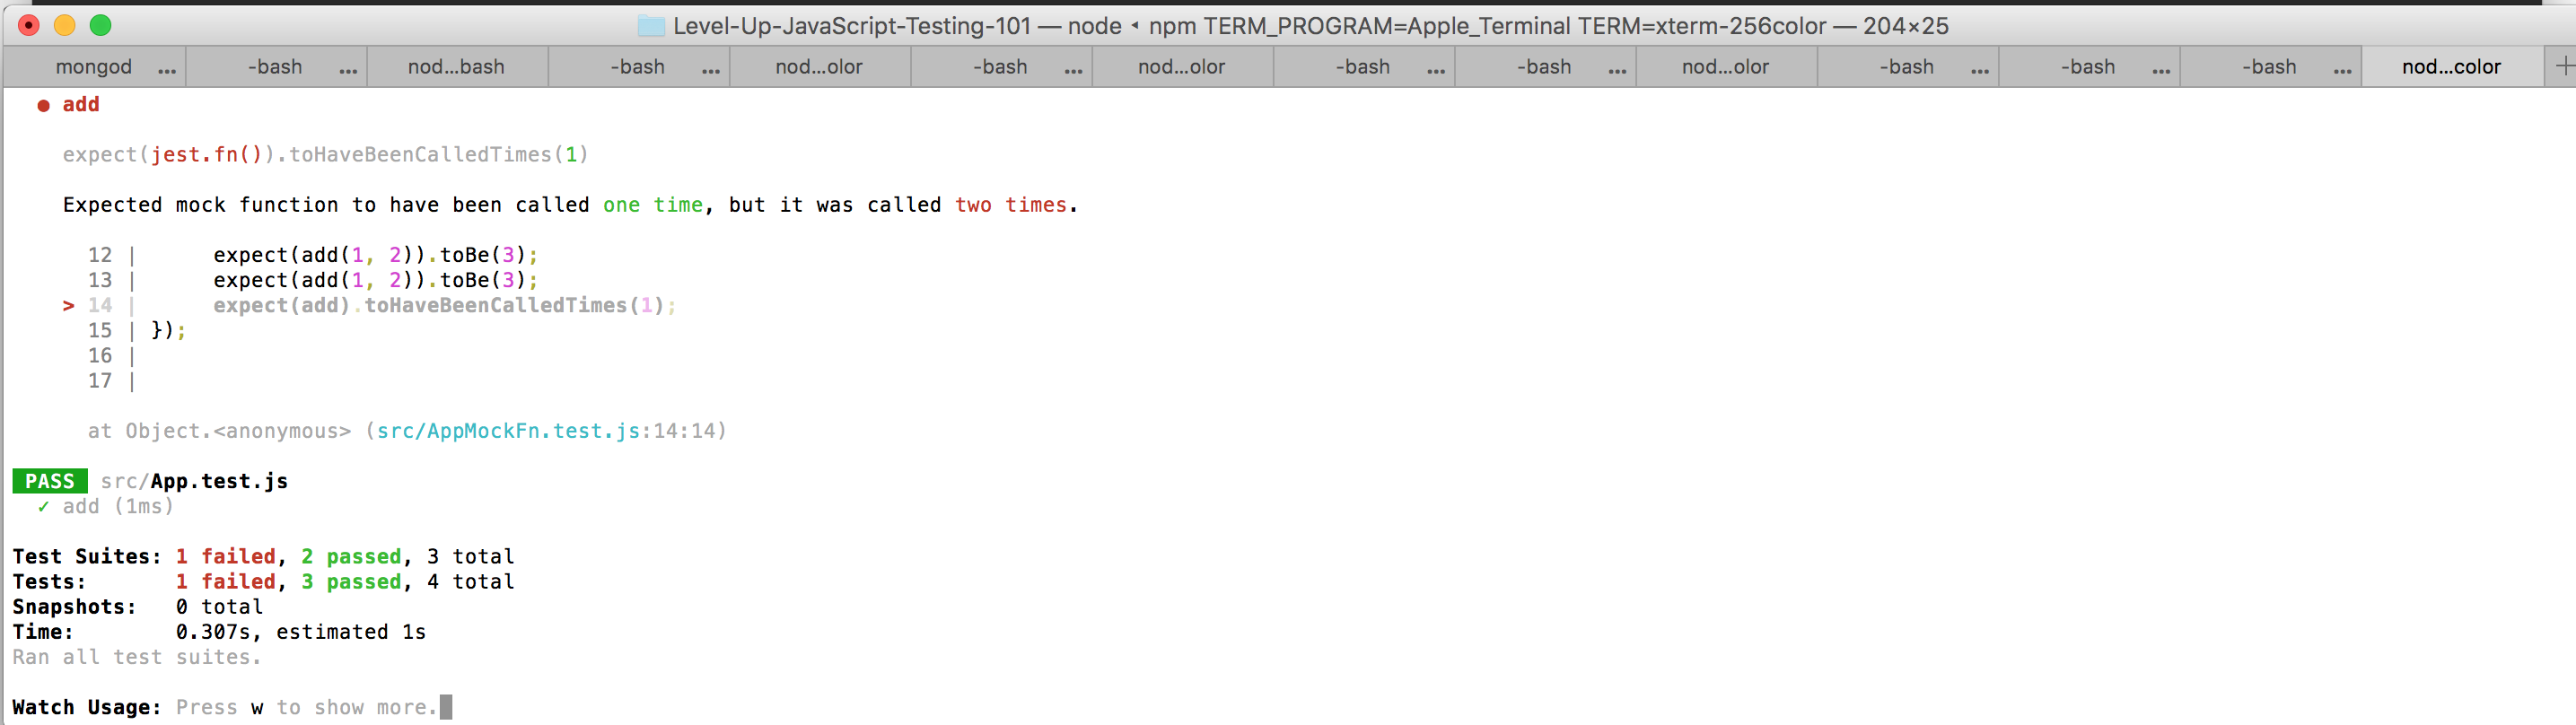 Level-Up-JavaScript-Testing-101 — node ◂ npm TERM_PROGRAM=Apple_Terminal TERM=xterm-256color — 204×25
mongod ... -bash ... nod...bash -bash ... nod...olor -bash ... nod...olor -bash ... -bash ... nod...olor -bash ... -bash ... -bash ... nod...color +
● add
expect(jest.fn()).toHaveBeenCalledTimes(1)
Expected mock function to have been called one time, but it was called two times.
12 | expect(add(1, 2)).toBe(3);
13 | expect(add(1, 2)).toBe(3);
> 14 | expect(add).toHaveBeenCalledTimes(1);
15 | });
16 |
17 |
at Object.<anonymous> (src/AppMockFn.test.js:14:14)
PASS src/App.test.js
✓ add (1ms)
Test Suites: 1 failed, 2 passed, 3 total
Tests: 1 failed, 3 passed, 4 total
Snapshots: 0 total
Time: 0.307s, estimated 1s
Ran all test suites.
Watch Usage: Press w to show more.